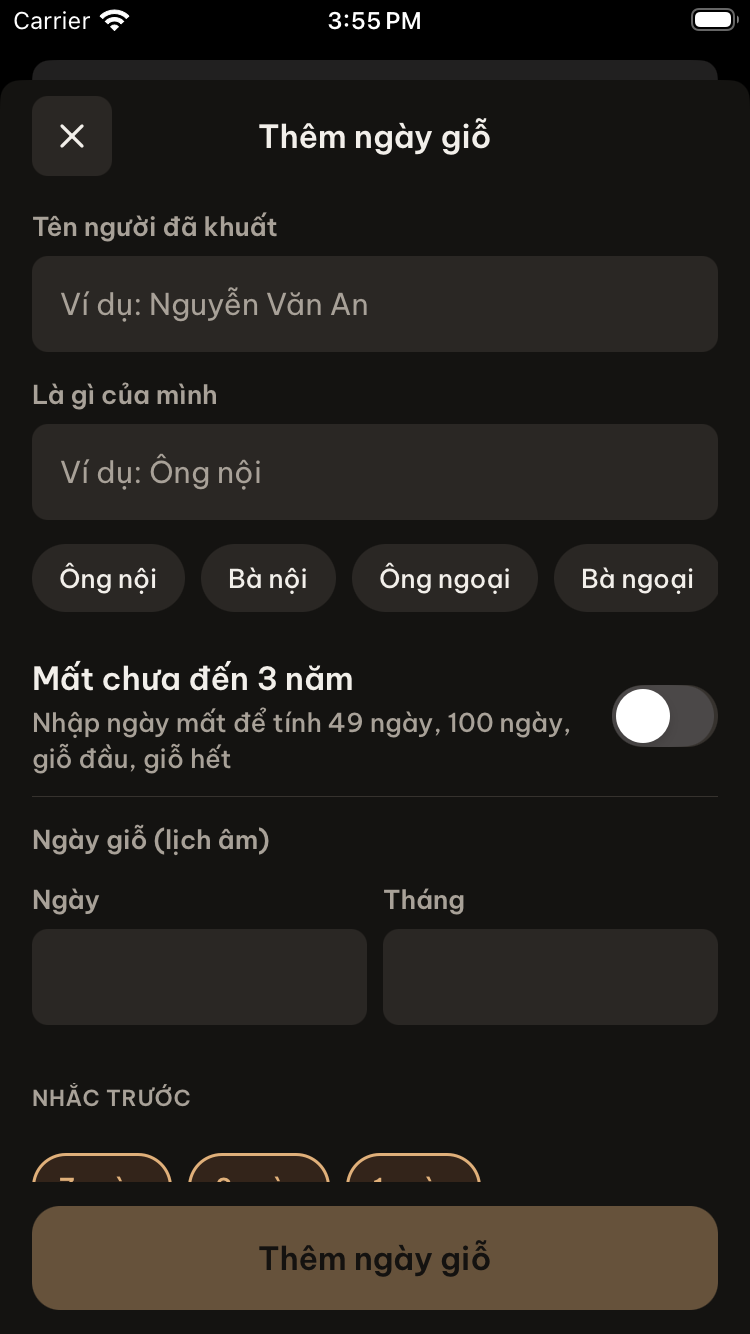 Carrier
3:55 PM
Thêm ngày giỗ
Tên người đã khuất
Ví dụ: Nguyễn Văn An
Là gì của mình
Ví dụ: Ông nội
Ông nội
Bà nội
Ông ngoại
Bà ngoại
Mất chưa đến 3 năm
Nhập ngày mất để tính 49 ngày, 100 ngày,
giỗ đầu, giỗ hết
Ngày giỗ (lịch âm)
Ngày
Tháng
NHẮC TRƯỚC
Thêm ngày giỗ